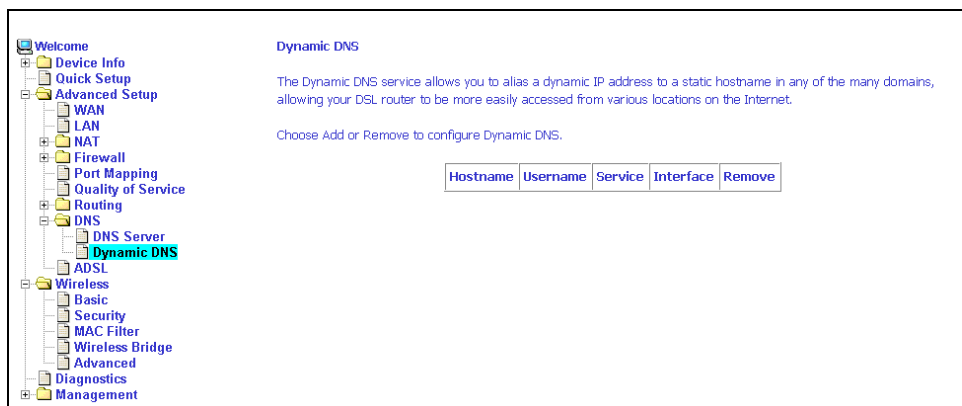 Welcome
Device Info
Quick Setup
Advanced Setup
WAN
LAN
NAT
Firewall
Port Mapping
Quality of Service
Routing
DNS
DNS Server
Dynamic DNS
ADSL
Wireless
Basic
Security
MAC Filter
Wireless Bridge
Advanced
Diagnostics
Management
Dynamic DNS
The Dynamic DNS service allows you to alias a dynamic IP address to a static hostname in any of the many domains,
allowing your DSL router to be more easily accessed from various locations on the Internet.
Choose Add or Remove to configure Dynamic DNS.
Hostname Username Service Interface Remove